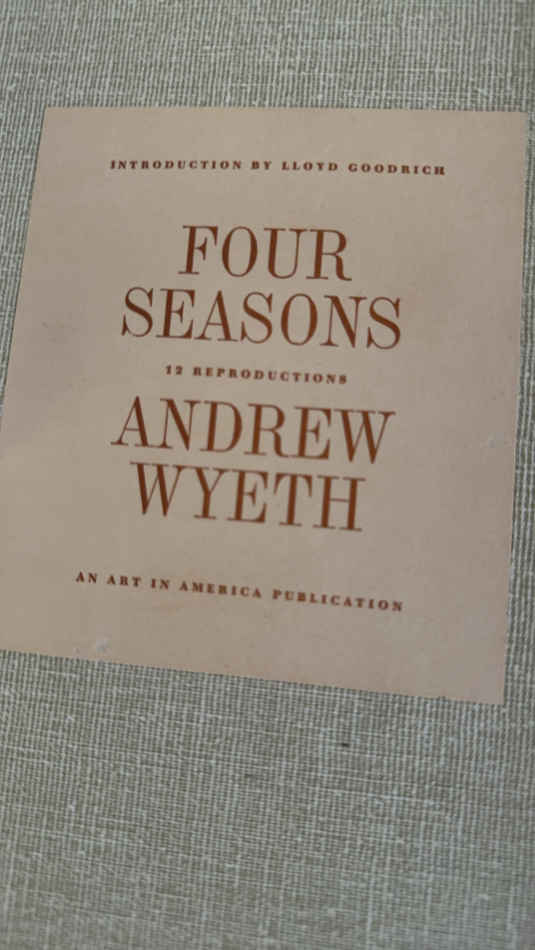 INTRODUCTION BY LLOYD GOODRICH
FOUR
SEASONS
12 REPRODUCTIONS
ANDREW
WYETH
AN ART IN AMERICA PUBLICATION